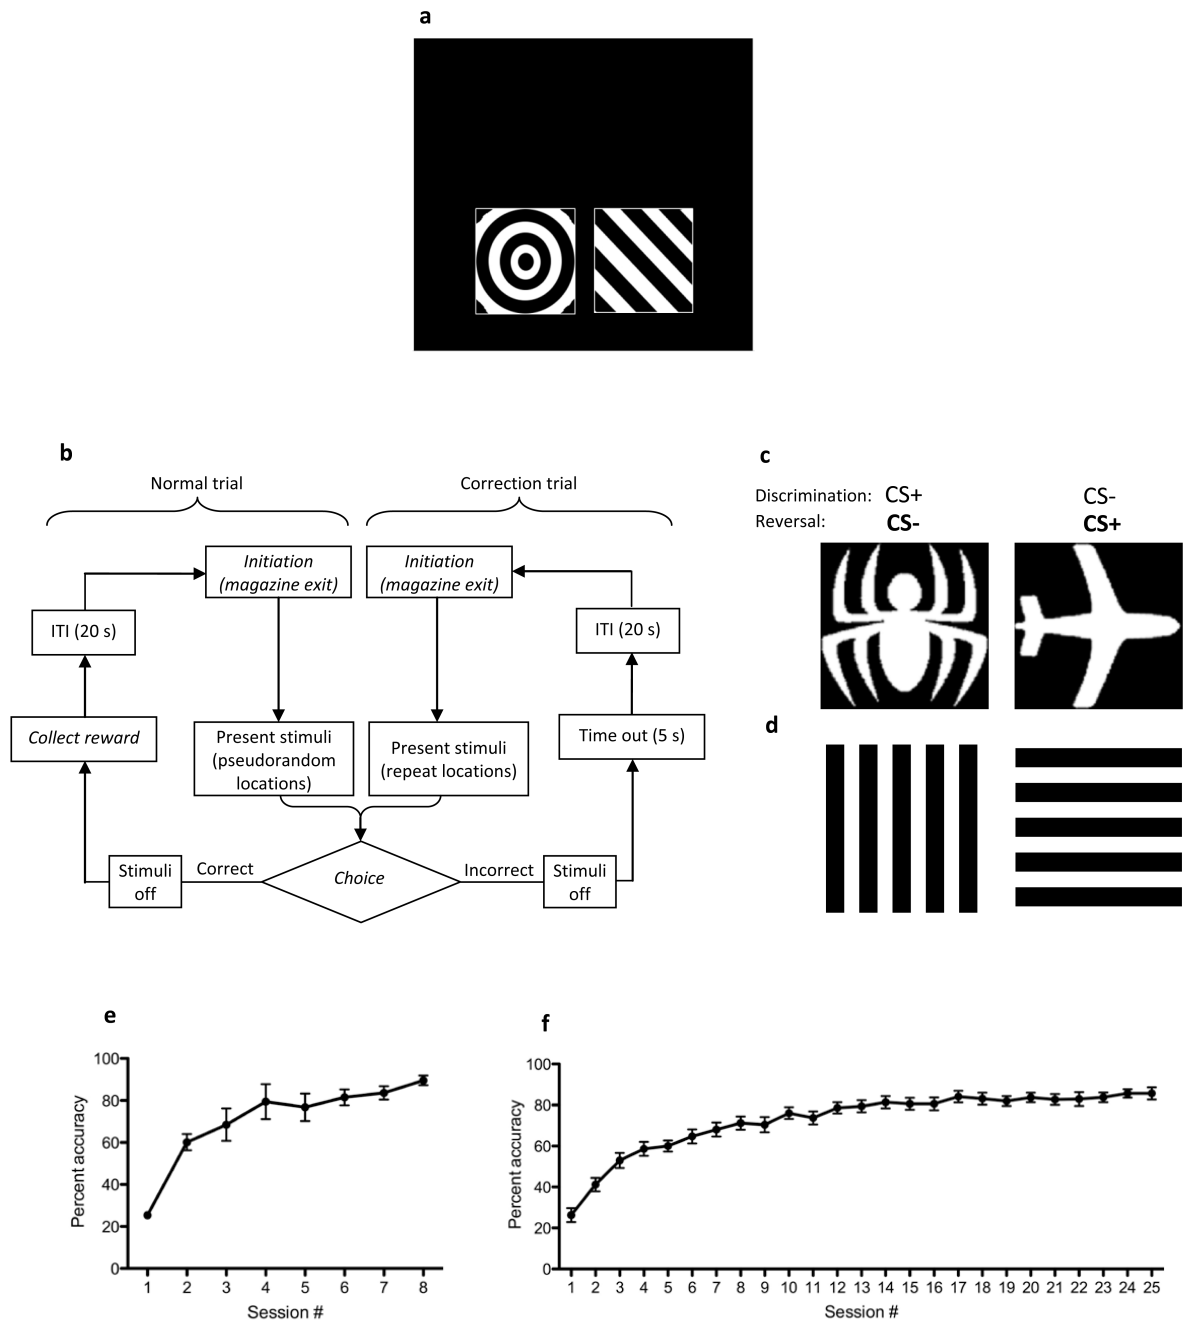 a
b
Normal trial
Correction trial
Initiation
(magazine exit)
Initiation
(magazine exit)
ITI (20 s)
ITI (20 s)
Collect reward
Present stimuli
(pseudorandom
locations)
Present stimuli
(repeat locations)
Time out (5 s)
Stimuli
off
Correct
Choice
Incorrect
Stimuli
off
c
Discrimination: CS+ CS-
Reversal: CS- CS+
d
e
Percent accuracy
100
80
60
40
20
0
1 2 3 4 5 6 7 8
Session #
f
Percent accuracy
100
80
60
40
20
0
1 2 3 4 5 6 7 8 9 10 11 12 13 14 15 16 17 18 19 20 21 22 23 24 25
Session #